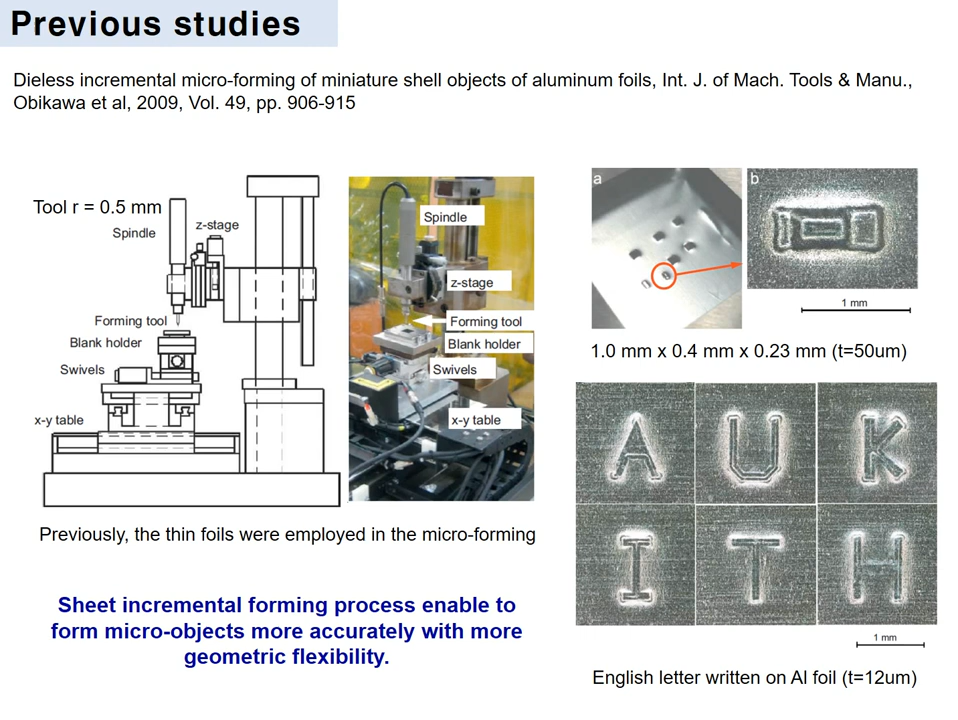 Previous studies
Dieless incremental micro-forming of miniature shell objects of aluminum foils, Int. J. of Mach. Tools & Manu.,
Obikawa et al, 2009, Vol. 49, pp. 906-915
Tool r = 0.5 mm
Spindle
z-stage
Forming tool
Blank holder
Swivels
x-y table
Spindle
z-stage
Forming tool
Blank holder
Swivels
x-y table
Previously, the thin foils were employed in the micro-forming
Sheet incremental forming process enable to
form micro-objects more accurately with more
geometric flexibility.
a
b
1 mm
1.0 mm x 0.4 mm x 0.23 mm (t=50um)
A U K
I T H
1 mm
English letter written on Al foil (t=12um)